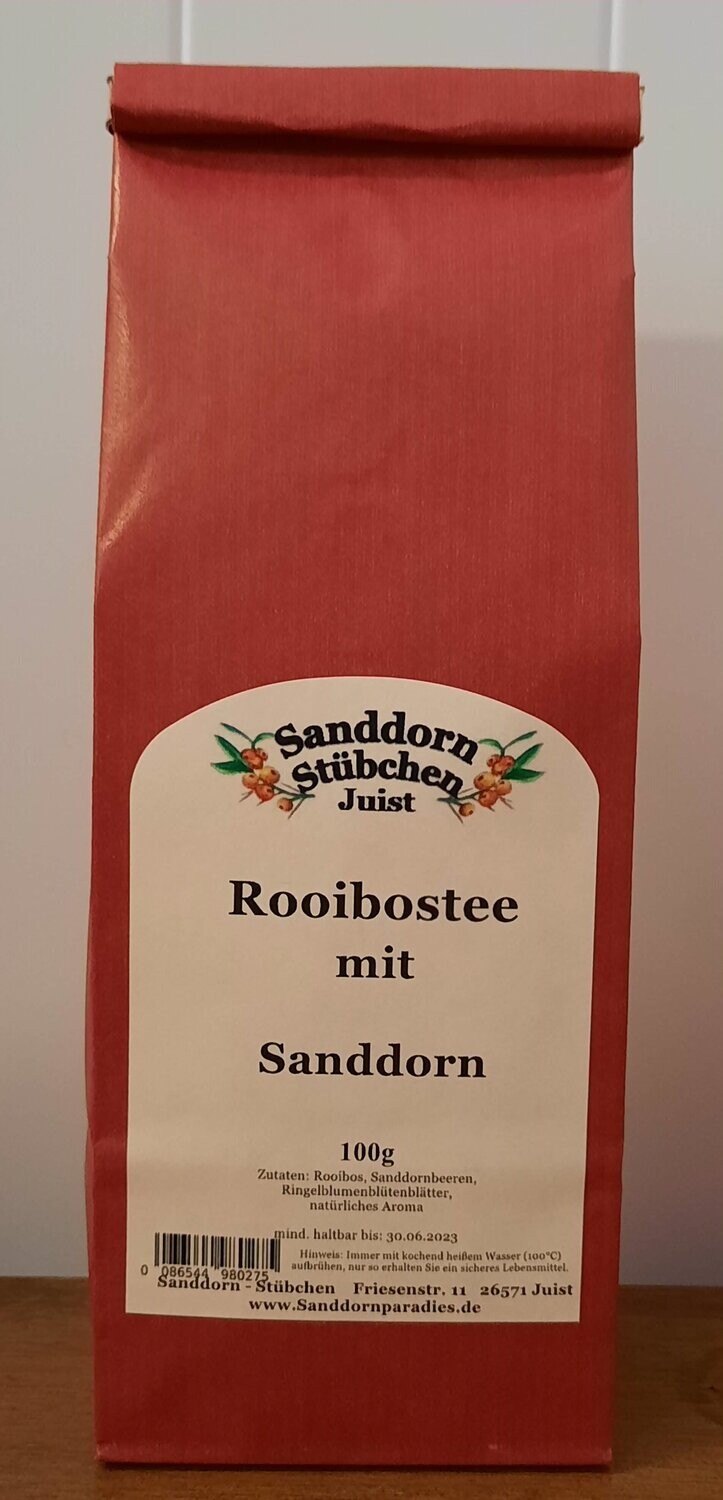 Sanddorn
Stübchen
Juist
Rooibostee
mit
Sanddorn
100g
Zutaten: Rooibos, Sanddornbeeren,
Ringelblumenblütenblätter,
natürliches Aroma
mind. haltbar bis: 30.06.2023
Hinweis: Immer mit kochend heißem Wasser (100°C)
aufbrühen, nur so erhalten Sie ein sicheres Lebensmittel.
0 086544 980275
Sanddorn - Stübchen Friesenstr. 11 26571 Juist
www.Sanddornparadies.de